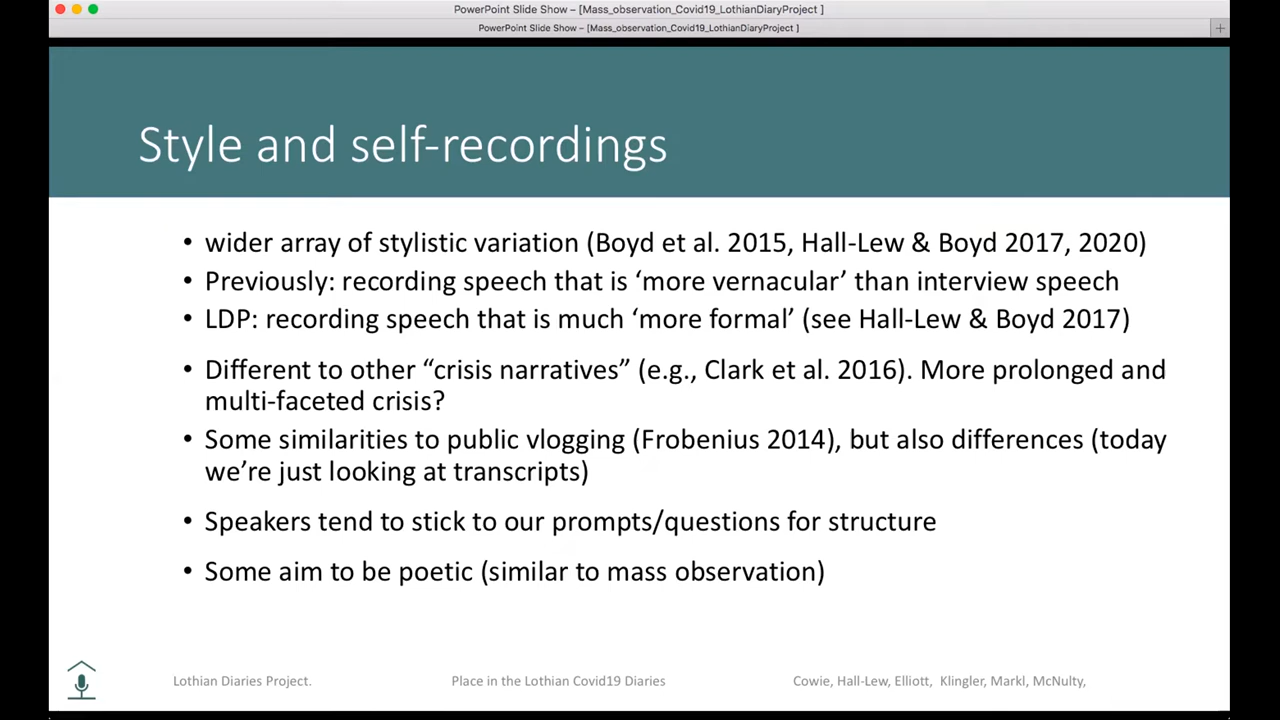 PowerPoint Slide Show – [Mass_observation_Covid19_LothianDiaryProject ]
PowerPoint Slide Show – [Mass_observation_Covid19_LothianDiaryProject ]
Style and self-recordings
• wider array of stylistic variation (Boyd et al. 2015, Hall-Lew & Boyd 2017, 2020)
• Previously: recording speech that is ‘more vernacular’ than interview speech
• LDP: recording speech that is much ‘more formal’ (see Hall-Lew & Boyd 2017)
• Different to other “crisis narratives” (e.g., Clark et al. 2016). More prolonged and
multi-faceted crisis?
• Some similarities to public vlogging (Frobenius 2014), but also differences (today
we’re just looking at transcripts)
• Speakers tend to stick to our prompts/questions for structure
• Some aim to be poetic (similar to mass observation)
Lothian Diaries Project.
Place in the Lothian Covid19 Diaries
Cowie, Hall-Lew, Elliott, Klingler, Markl, McNulty,